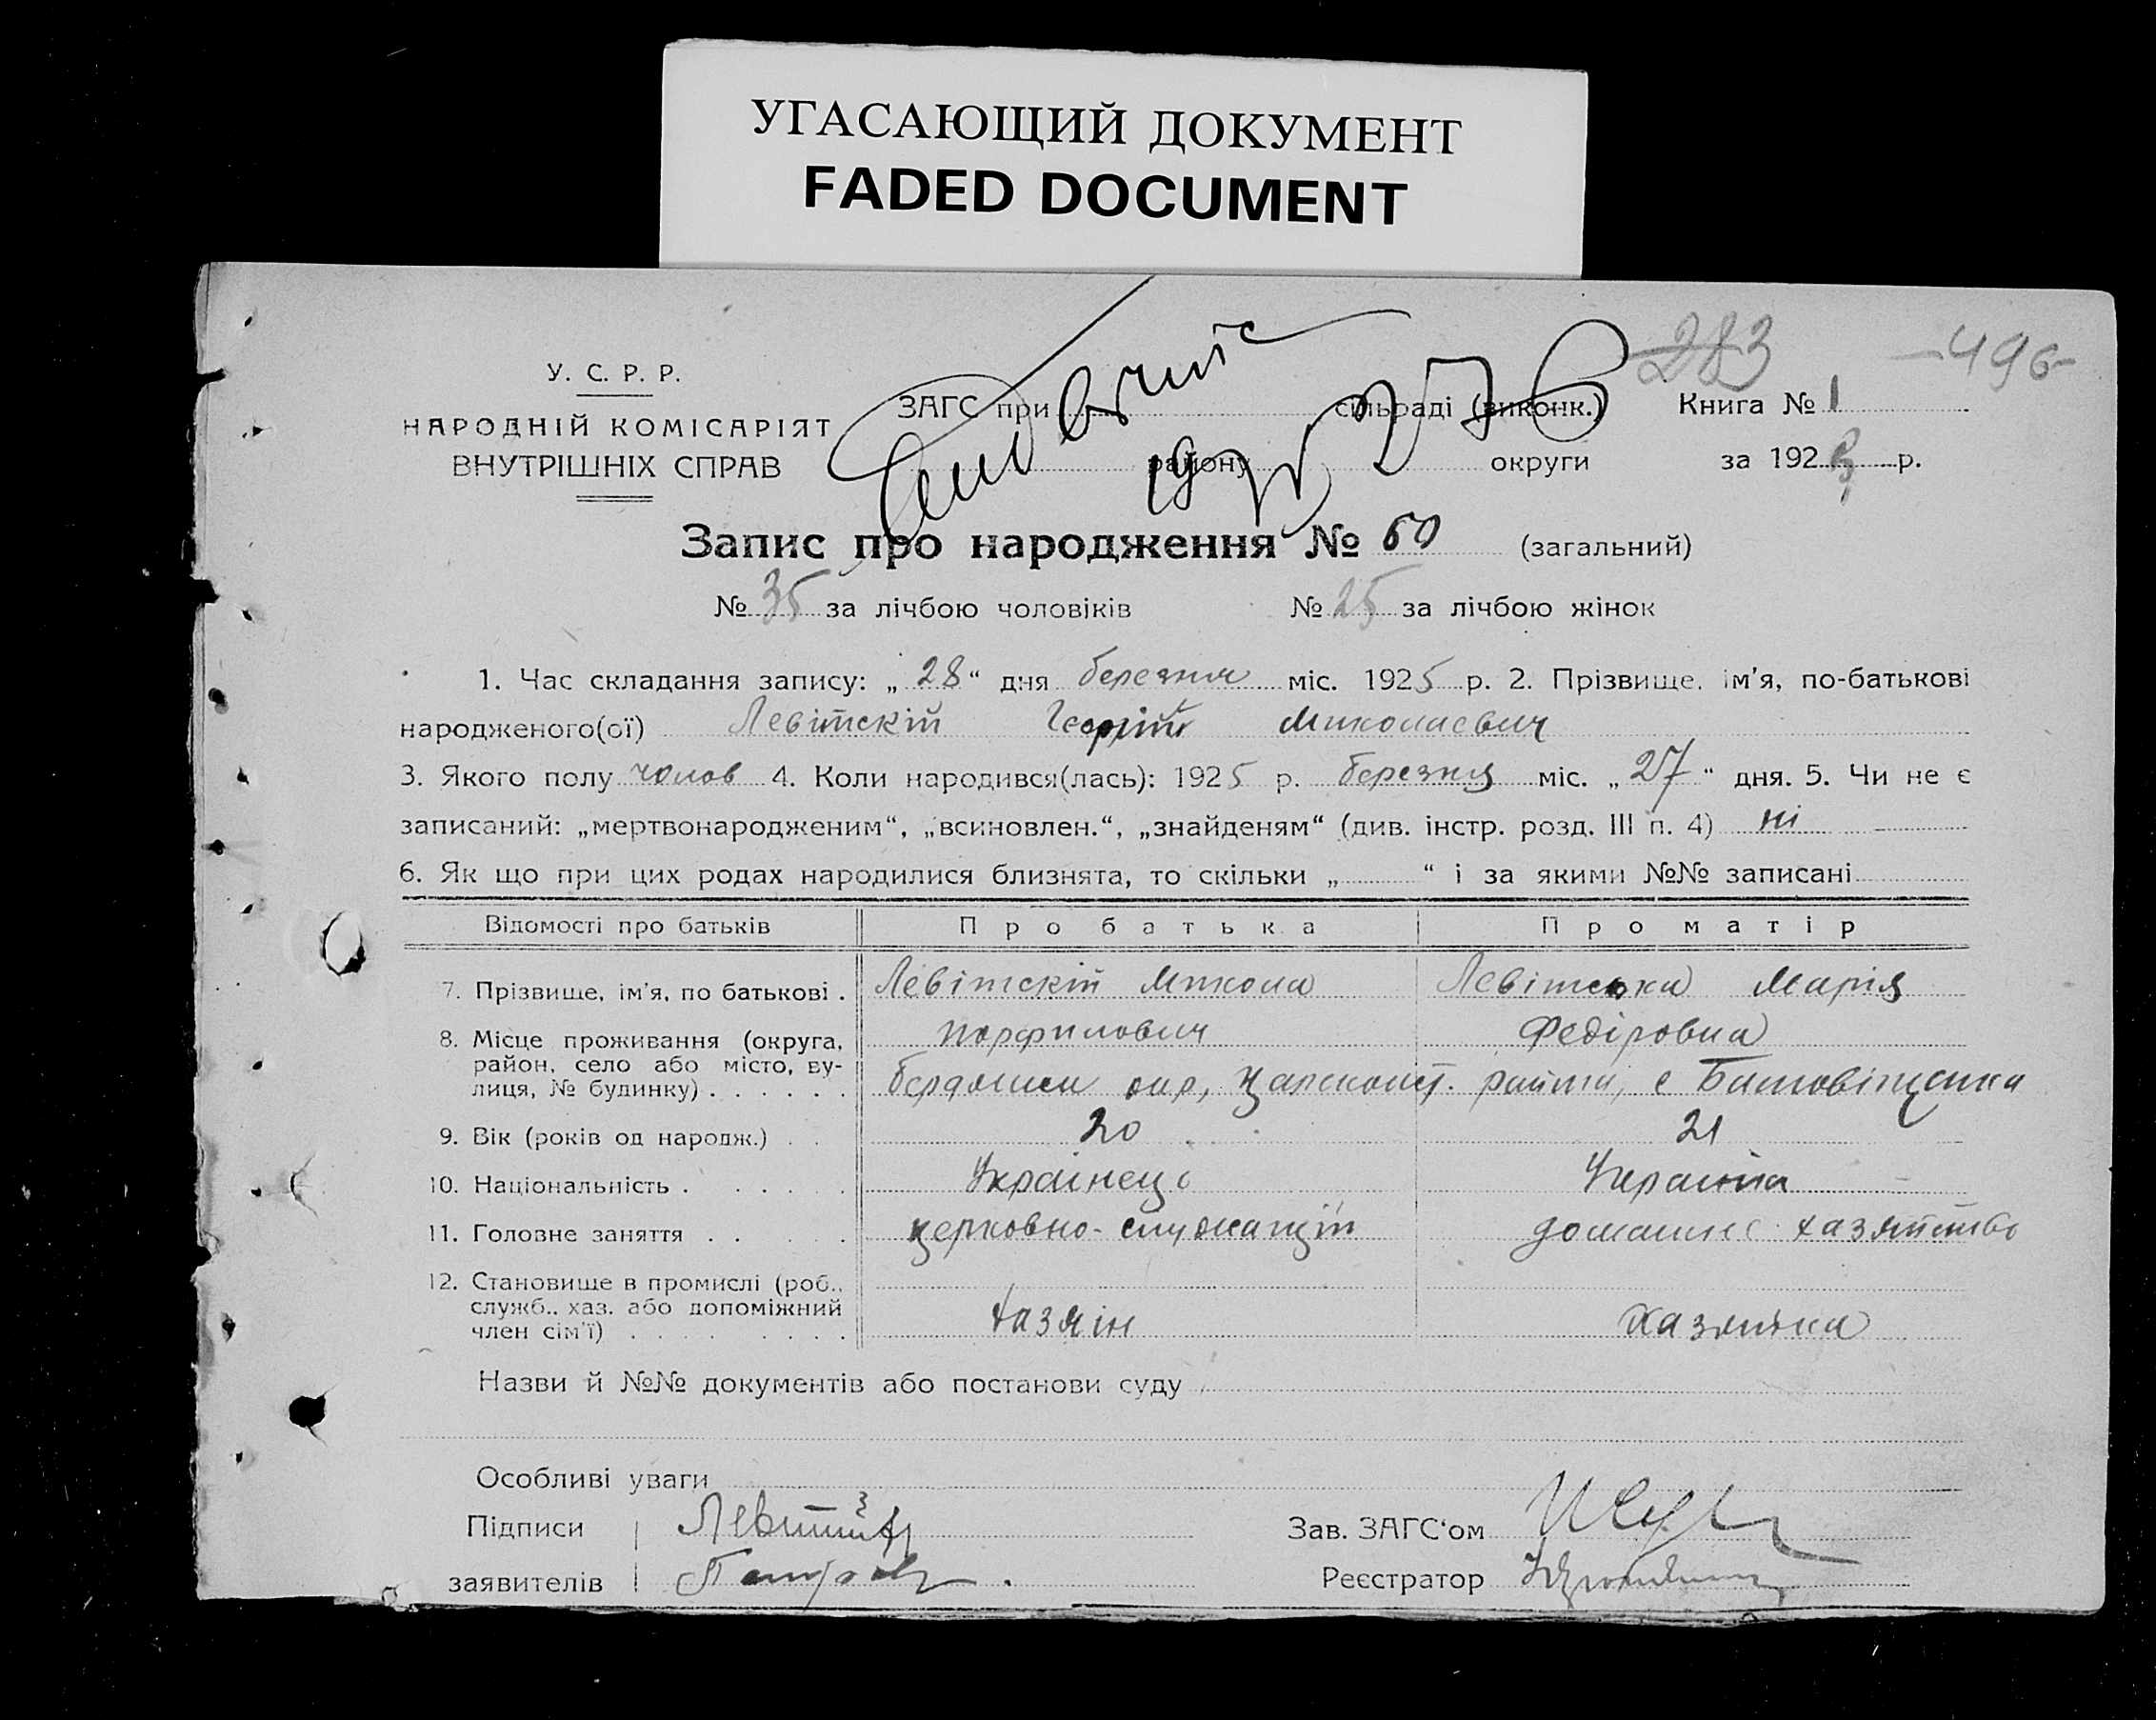 УГАСАЮЩИЙ ДОКУМЕНТ
FADED DOCUMENT
283 -496-
У. С. Р. Р.
НАРОДНІЙ КОМІСАРІЯТ
ВНУТРІШНІХ СПРАВ
ЗАГС при сільраді (виконк.) Книга № 1
району округи за 192 р.
Запис про народження № 60 (загальний)
№ 35 за лічбою чоловіків № 25 за лічбою жінок
1. Час складання запису: „ 28 “ дня березня міс. 1925 р. 2. Прізвище, ім’я, по-батькові
народженого(ої) Левітскій Георгій Миколаевич
3. Якого полу чолов 4. Коли народився(лась): 1925 р. березня міс. „ 27 “ дня. 5. Чи не є
записаний: „мертвонародженим“, „всиновлен.“, „знайденям“ (див. інстр. розд. III п. 4) ні
6. Як що при цих родах народилися близнята, то скільки „ “ і за якими №№ записані
Відомості про батьків Про батька Про матір
7. Прізвище, ім’я, по батькові . Левітскій Микола Левітська Марія
Порфилович Федіровна
8. Місце проживання (округа,
район, село або місто, ву-
лиця, № будинку) . . . . . . окр, района, с
9. Вік (років од народж.) . . 20 21
10. Національність . . . . . Українець Українка
11. Головне заняття . . . . . церковно-служащій домашнє хазяйство
12. Становище в промислі (роб.,
служб., хаз. або допоміжний
член сім’ї) . . . . . . . . хазяін хазяйка
Назви й №№ документів або постанови суду
Особливі уваги
Підписи Зав. ЗАГС‘ом
заявителів Реєстратор